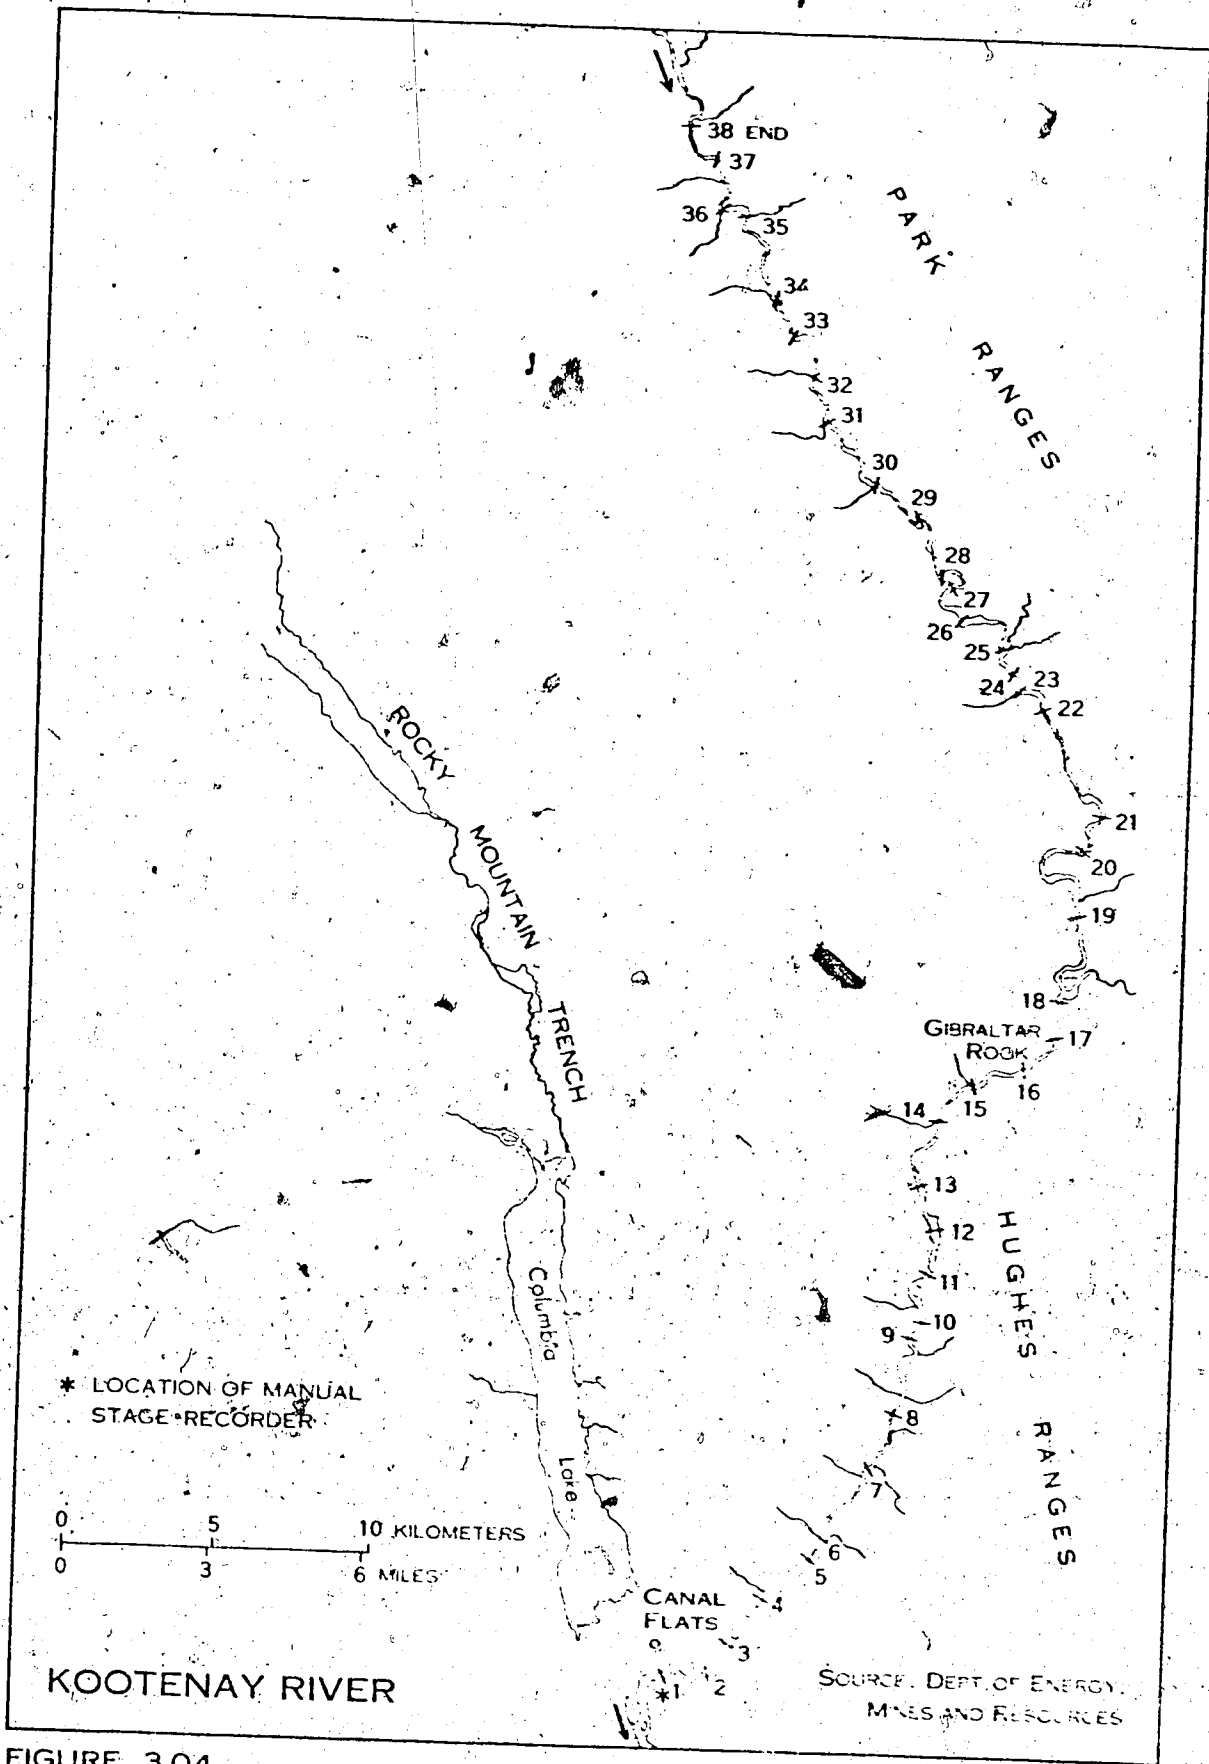 38 END
37
36
35
34
33
32
31
30
29
28
27
26
25
24
23
22
21
20
19
18
17
16
15
14
13
12
11
10
9
8
7
6
5
4
3
2
*1
PARK
RANGES
ROCKY
MOUNTAIN
TRENCH
GIBRALTAR
ROCK
HUGHES
RANGES
Columbia
Lake
* LOCATION OF MANUAL
STAGE RECORDER
0 5 10 KILOMETERS
0 3 6 MILES
CANAL
FLATS
KOOTENAY RIVER
SOURCE: DEPT. OF ENERGY,
MINES AND RESOURCES
FIGURE 3.04